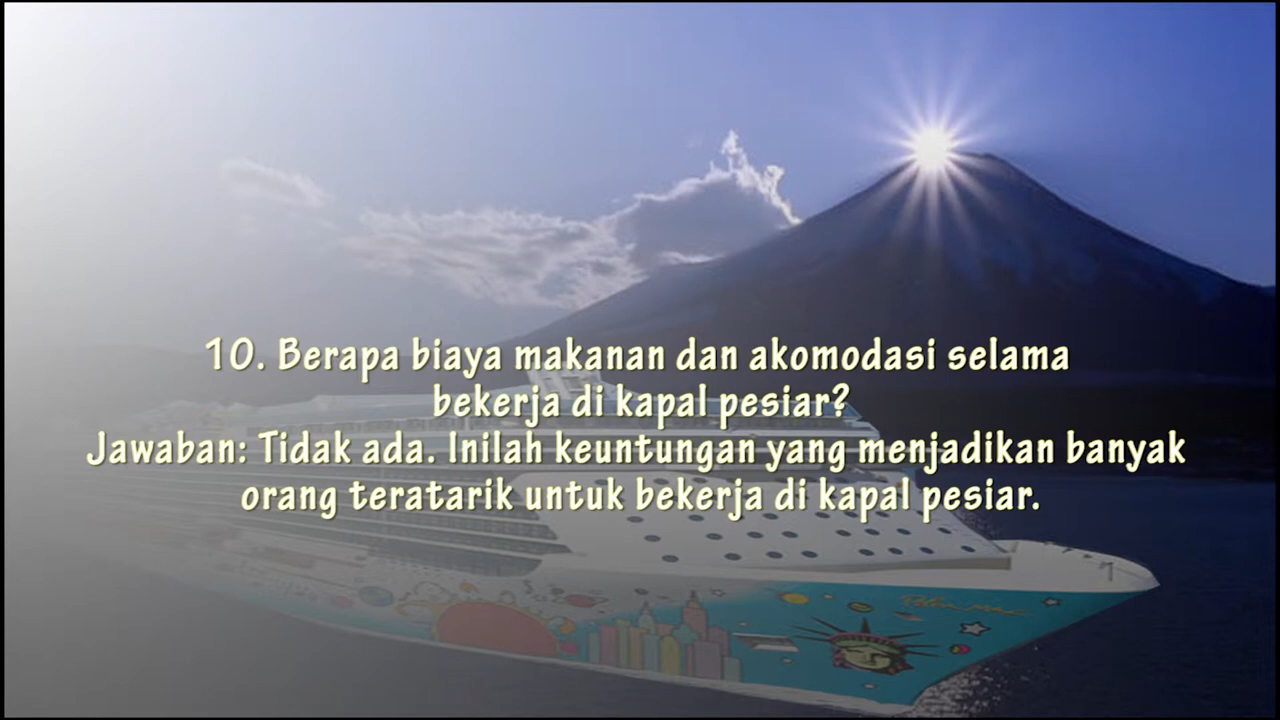 10. Berapa biaya makanan dan akomodasi selama
bekerja di kapal pesiar?
Jawaban: Tidak ada. Inilah keuntungan yang menjadikan banyak
orang teratarik untuk bekerja di kapal pesiar.